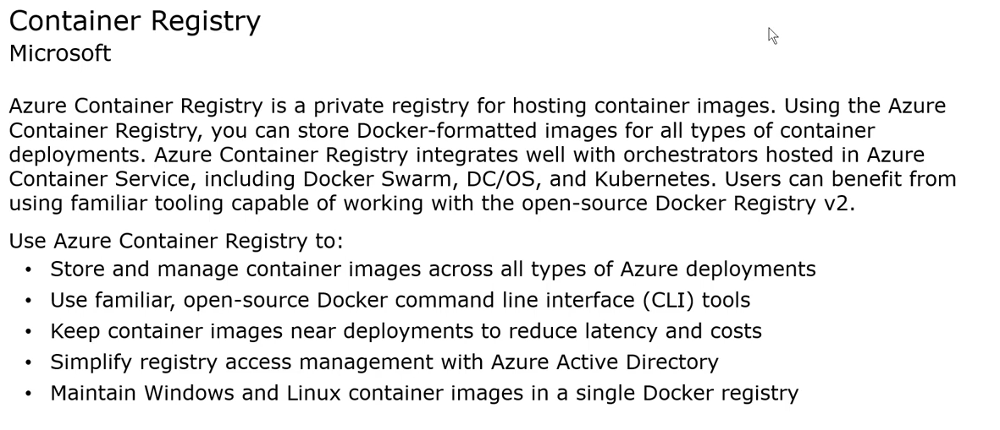 Container Registry
Microsoft
Azure Container Registry is a private registry for hosting container images. Using the Azure
Container Registry, you can store Docker-formatted images for all types of container
deployments. Azure Container Registry integrates well with orchestrators hosted in Azure
Container Service, including Docker Swarm, DC/OS, and Kubernetes. Users can benefit from
using familiar tooling capable of working with the open-source Docker Registry v2.
Use Azure Container Registry to:
• Store and manage container images across all types of Azure deployments
• Use familiar, open-source Docker command line interface (CLI) tools
• Keep container images near deployments to reduce latency and costs
• Simplify registry access management with Azure Active Directory
• Maintain Windows and Linux container images in a single Docker registry